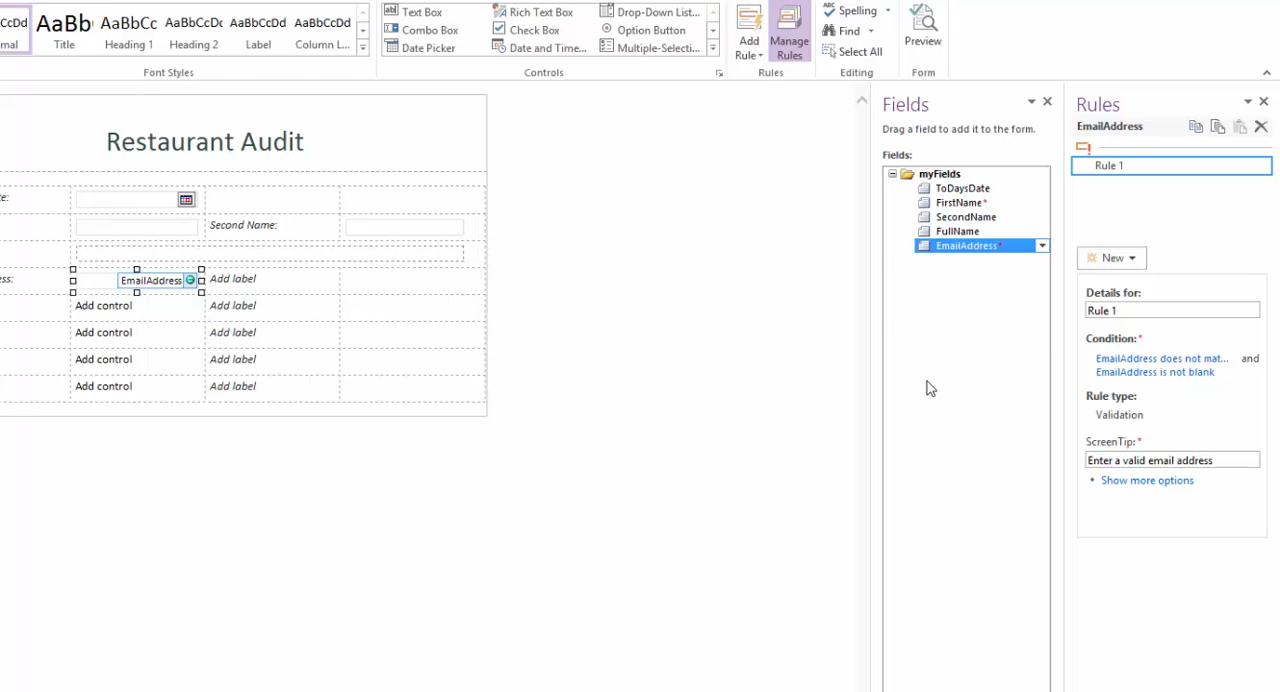 CcDd AaBb AaBbCc AaBbCcDc AaBbCcDd AaBbCcDd
mal Title Heading 1 Heading 2 Label Column L...
Font Styles
Text Box Rich Text Box Drop-Down List...
Combo Box Check Box Option Button
Date Picker Date and Time... Multiple-Selecti...
Controls
Add Rule
Manage Rules
Rules
Spelling
Find
Select All
Editing
Preview
Form
Restaurant Audit
te:
Second Name:
ss: EmailAddress Add label
Add control Add label
Add control Add label
Add control Add label
Add control Add label
Fields
Drag a field to add it to the form.
Fields:
myFields
ToDaysDate
FirstName*
SecondName
FullName
EmailAddress*
Rules
EmailAddress
Rule 1
New
Details for:
Rule 1
Condition:*
EmailAddress does not mat... and
EmailAddress is not blank
Rule type:
Validation
ScreenTip:*
Enter a valid email address
Show more options